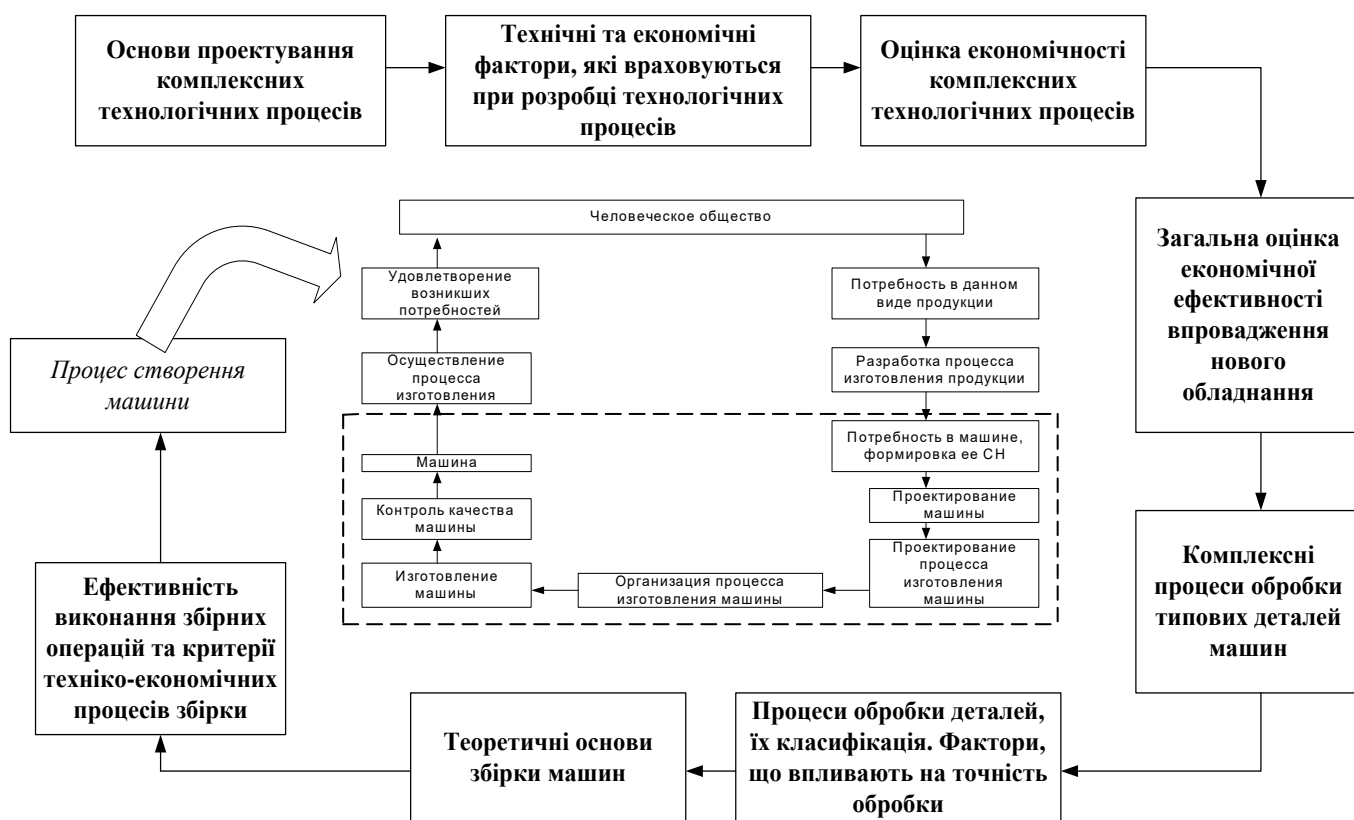 Основи проектування
комплексних
технологічних процесів
Технічні та економічні
фактори, які враховуються
при розробці технологічних
процесів
Оцінка економічності
комплексних
технологічних процесів
Загальна оцінка
економічної
ефективності
впровадження
нового
обладнання
Комплексні
процеси обробки
типових деталей
машин
Процеси обробки деталей,
їх класифікація. Фактори,
що впливають на точність
обробки
Теоретичні основи
збірки машин
Ефективність
виконання збірних
операцій та критерії
техніко-економічних
процесів збірки
Процес створення
машини
Человеческое общество
Потребность в данном
виде продукции
Разработка процесса
изготовления продукции
Потребность в машине,
формировка ее СН
Проектирование
машины
Проектирование
процесса
изготовления
машины
Организация процесса
изготовления машины
Изготовление
машины
Контроль качества
машины
Машина
Осуществление
процесса
изготовления
Удовлетворение
возникших
потребностей